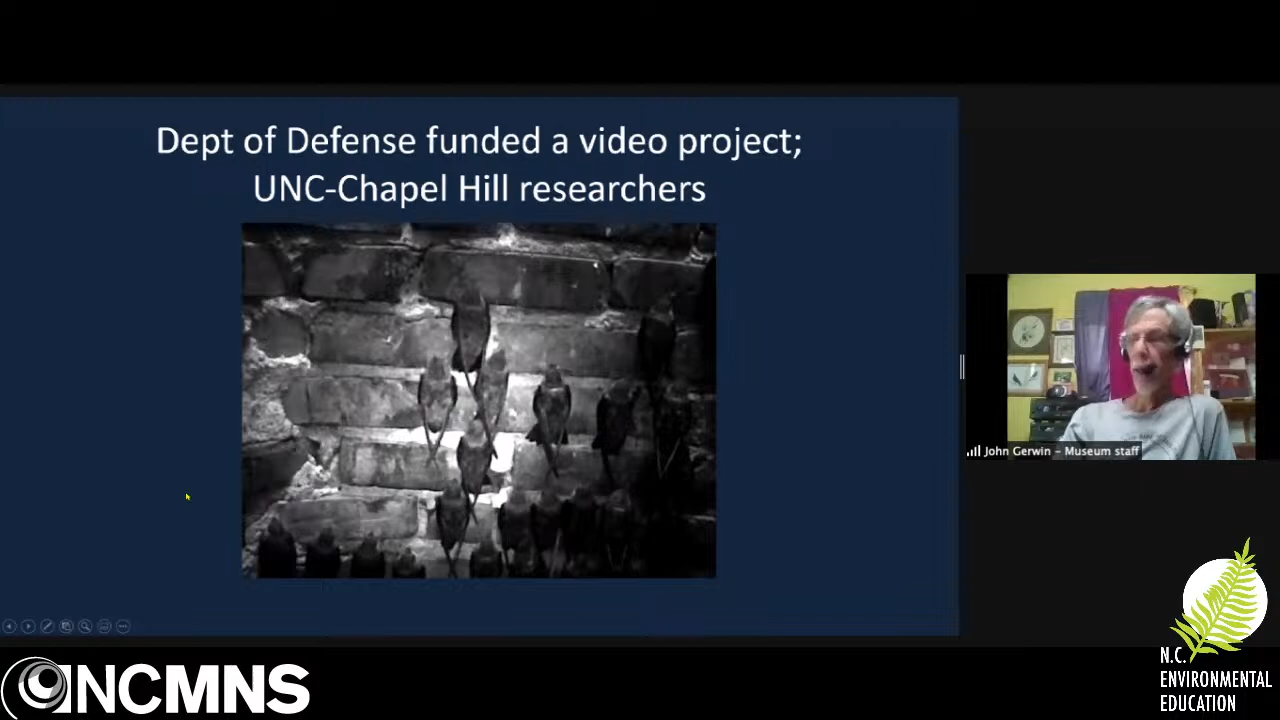 Dept of Defense funded a video project;
UNC-Chapel Hill researchers
John Gerwin - Museum staff
NCMNS
N.C.
ENVIRONMENTAL
EDUCATION